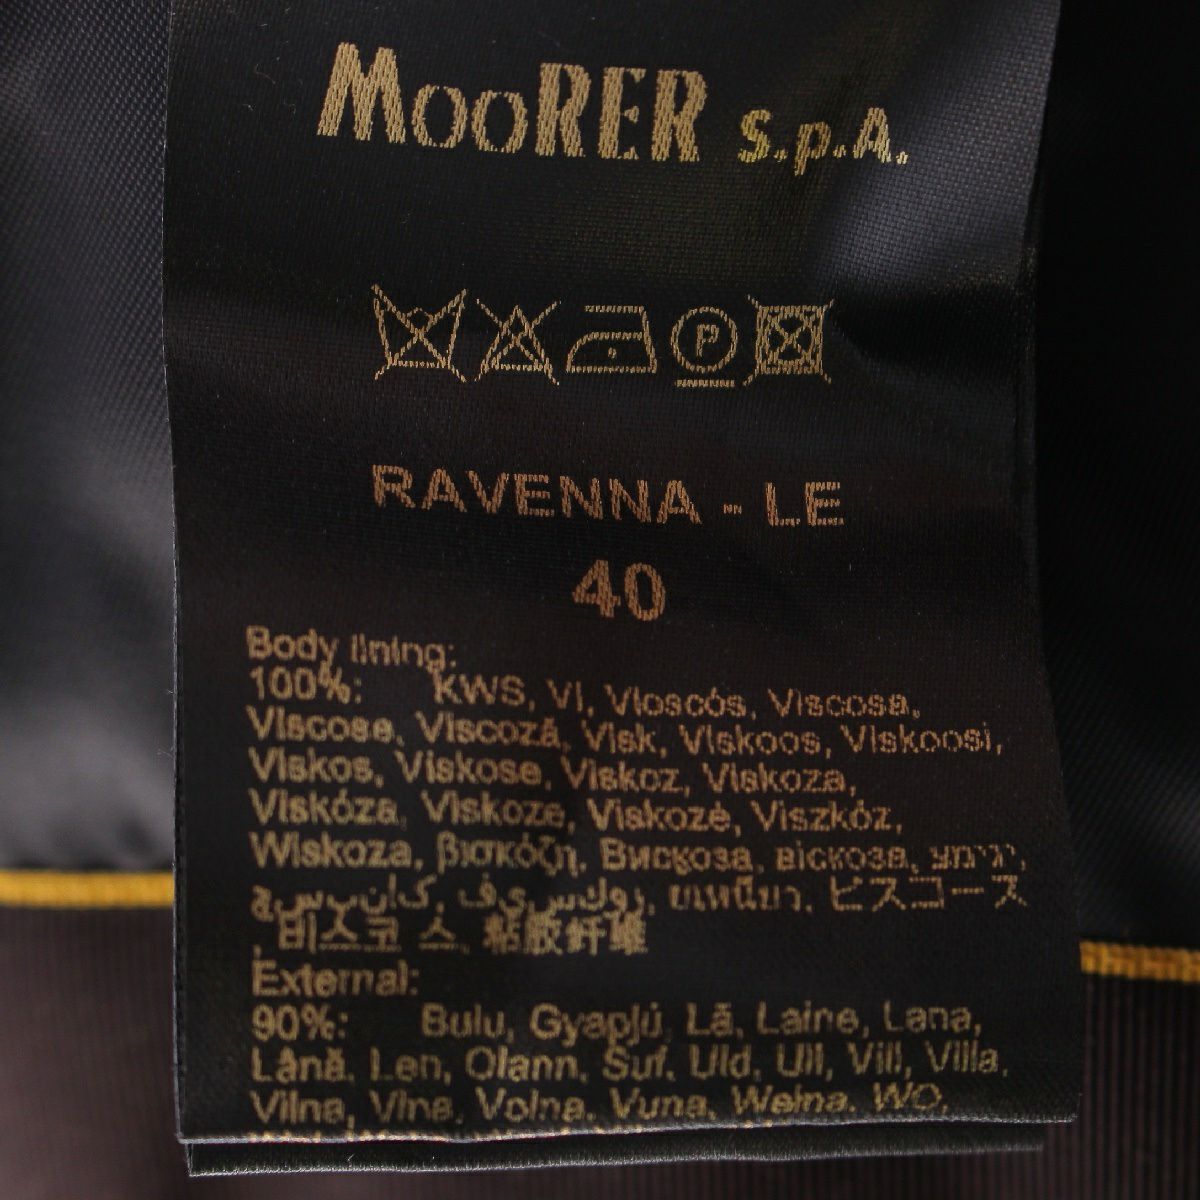 MooRER S.p.A.
P
RAVENNA - LE
40
Body lining:
100%: KWS, VI, Vioscós, Viscosa,
Viscose, Viscoză, Visk, Viskoos, Viskoosi,
Viskos, Viskose, Viskoz, Viskoza,
Viskóza, Viskoze, Viskozė, Viszkóz,
Wiskoza, βισκόζη, Вискоза, віскоза,
ビスコース
, 비스코 스, 粘胶纤维
External:
90%: Bulu, Gyapjú, Lã, Laine, Lana,
Lână, Len, Olann, Suf, Uld, Ull, Vill, Villa,
Vilna, Vlna, Volna, Vuna, Wełna, WO,